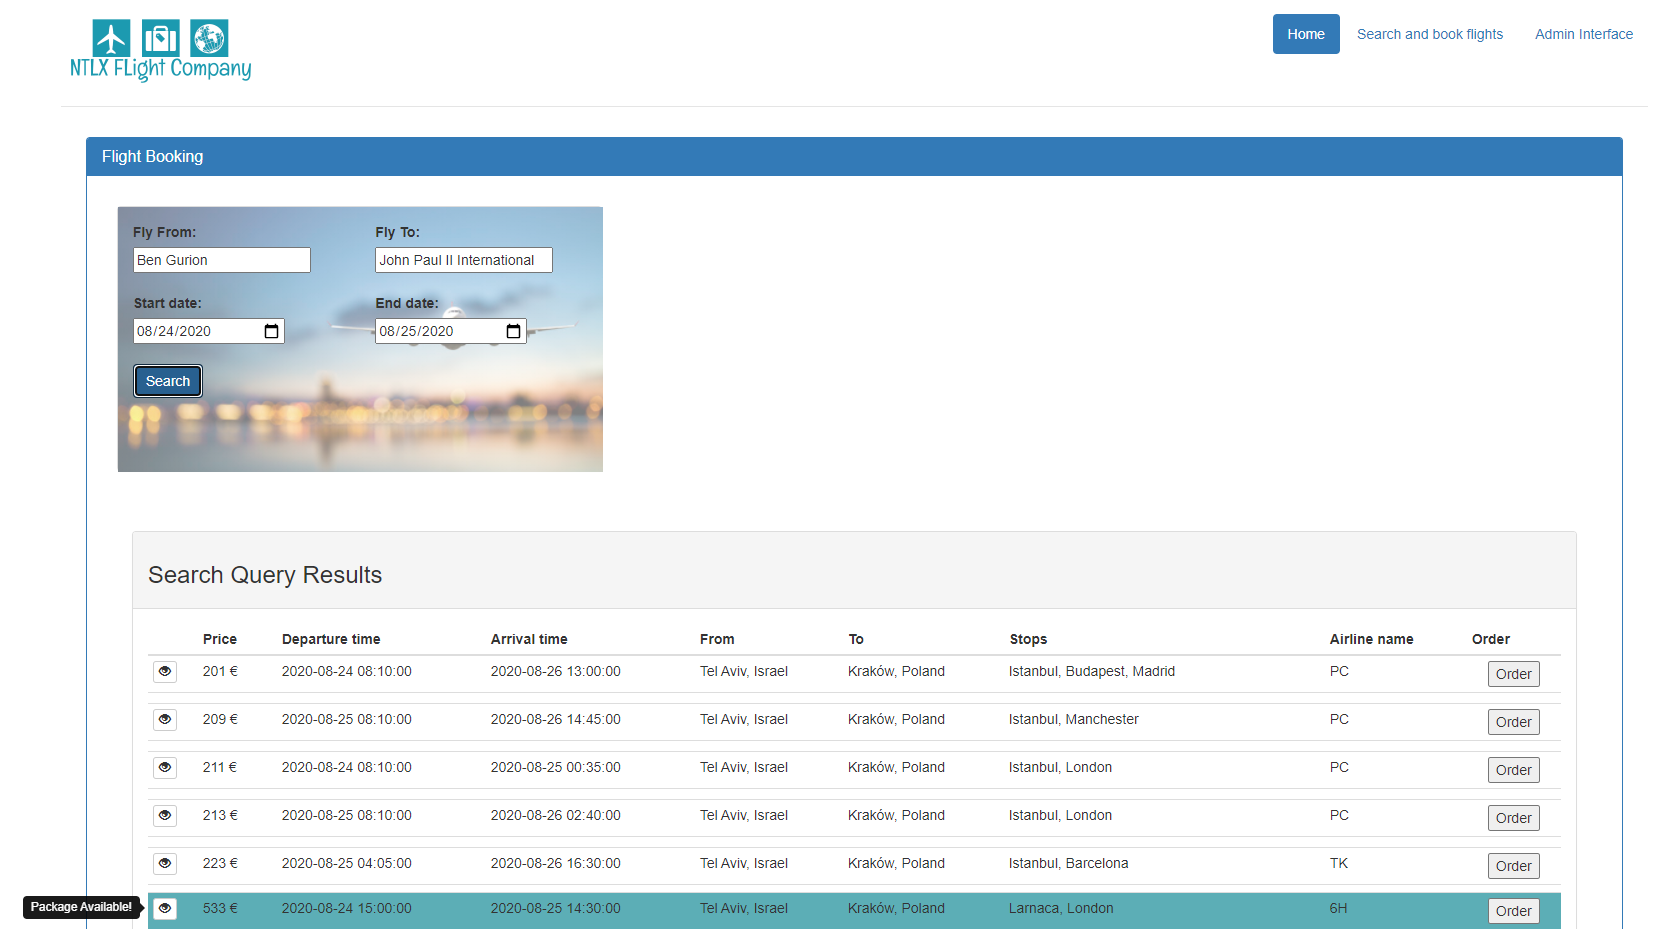 NTLX FLight Company
Home Search and book flights Admin Interface
Flight Booking
Fly From: Fly To:
Ben Gurion John Paul II International
Start date: End date:
08/24/2020 08/25/2020
Search
Search Query Results
Price Departure time Arrival time From To Stops Airline name Order
201 € 2020-08-24 08:10:00 2020-08-26 13:00:00 Tel Aviv, Israel Kraków, Poland Istanbul, Budapest, Madrid PC Order
209 € 2020-08-25 08:10:00 2020-08-26 14:45:00 Tel Aviv, Israel Kraków, Poland Istanbul, Manchester PC Order
211 € 2020-08-24 08:10:00 2020-08-25 00:35:00 Tel Aviv, Israel Kraków, Poland Istanbul, London PC Order
213 € 2020-08-25 08:10:00 2020-08-26 02:40:00 Tel Aviv, Israel Kraków, Poland Istanbul, London PC Order
223 € 2020-08-25 04:05:00 2020-08-26 16:30:00 Tel Aviv, Israel Kraków, Poland Istanbul, Barcelona TK Order
Package Available! 533 € 2020-08-24 15:00:00 2020-08-25 14:30:00 Tel Aviv, Israel Kraków, Poland Larnaca, London 6H Order